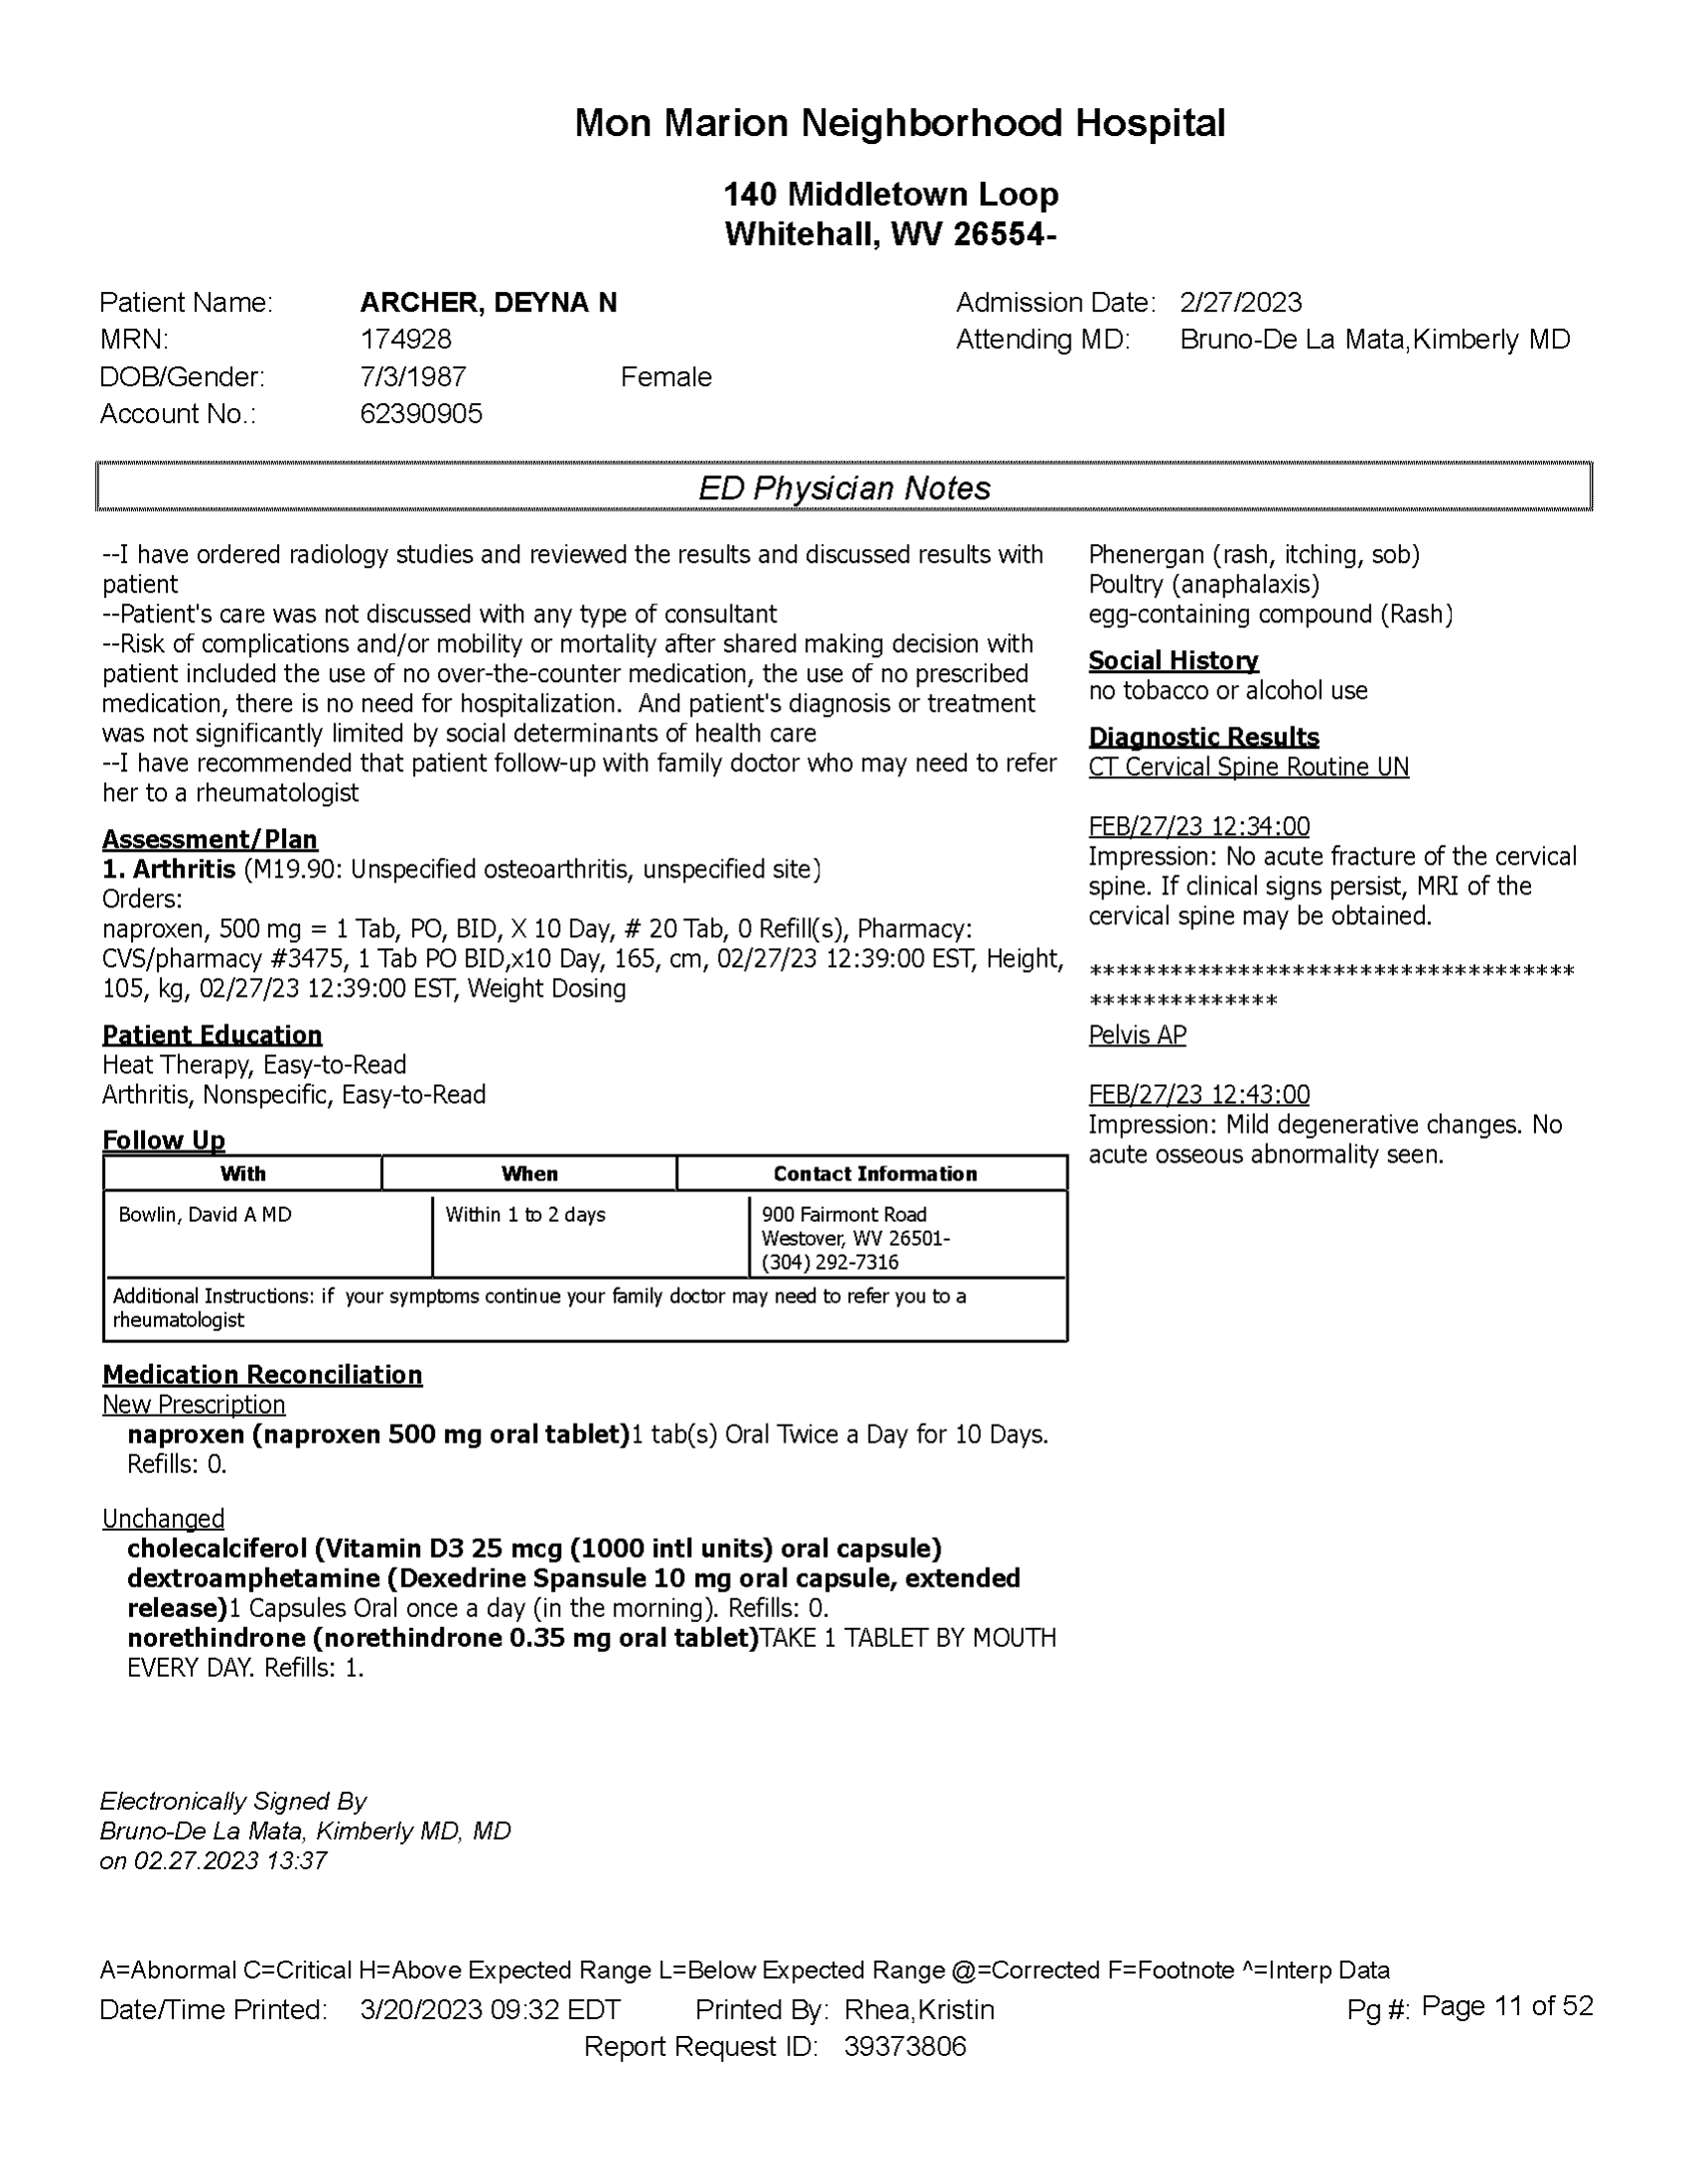 Mon Marion Neighborhood Hospital
140 Middletown Loop
Whitehall, WV 26554-
Patient Name: ARCHER, DEYNA N Admission Date: 2/27/2023
MRN: 174928 Attending MD: Bruno-De La Mata,Kimberly MD
DOB/Gender: 7/3/1987 Female
Account No.: 62390905
ED Physician Notes
--I have ordered radiology studies and reviewed the results and discussed results with
patient
--Patient's care was not discussed with any type of consultant
--Risk of complications and/or mobility or mortality after shared making decision with
patient included the use of no over-the-counter medication, the use of no prescribed
medication, there is no need for hospitalization. And patient's diagnosis or treatment
was not significantly limited by social determinants of health care
--I have recommended that patient follow-up with family doctor who may need to refer
her to a rheumatologist
Assessment/Plan
1. Arthritis (M19.90: Unspecified osteoarthritis, unspecified site)
Orders:
naproxen, 500 mg = 1 Tab, PO, BID, X 10 Day, # 20 Tab, 0 Refill(s), Pharmacy:
CVS/pharmacy #3475, 1 Tab PO BID,x10 Day, 165, cm, 02/27/23 12:39:00 EST, Height,
105, kg, 02/27/23 12:39:00 EST, Weight Dosing
Patient Education
Heat Therapy, Easy-to-Read
Arthritis, Nonspecific, Easy-to-Read
Follow Up
With When Contact Information
Bowlin, David A MD Within 1 to 2 days 900 Fairmont Road
Westover, WV 26501-
(304) 292-7316
Additional Instructions: if your symptoms continue your family doctor may need to refer you to a
rheumatologist
Medication Reconciliation
New Prescription
naproxen (naproxen 500 mg oral tablet)1 tab(s) Oral Twice a Day for 10 Days.
Refills: 0.
Unchanged
cholecalciferol (Vitamin D3 25 mcg (1000 intl units) oral capsule)
dextroamphetamine (Dexedrine Spansule 10 mg oral capsule, extended
release)1 Capsules Oral once a day (in the morning). Refills: 0.
norethindrone (norethindrone 0.35 mg oral tablet)TAKE 1 TABLET BY MOUTH
EVERY DAY. Refills: 1.
Phenergan (rash, itching, sob)
Poultry (anaphalaxis)
egg-containing compound (Rash)
Social History
no tobacco or alcohol use
Diagnostic Results
CT Cervical Spine Routine UN
FEB/27/23 12:34:00
Impression: No acute fracture of the cervical
spine. If clinical signs persist, MRI of the
cervical spine may be obtained.
************************************
**************
Pelvis AP
FEB/27/23 12:43:00
Impression: Mild degenerative changes. No
acute osseous abnormality seen.
Electronically Signed By
Bruno-De La Mata, Kimberly MD, MD
on 02.27.2023 13:37
A=Abnormal C=Critical H=Above Expected Range L=Below Expected Range @=Corrected F=Footnote ^=Interp Data
Date/Time Printed: 3/20/2023 09:32 EDT Printed By: Rhea,Kristin Pg #: Page 11 of 52
Report Request ID: 39373806